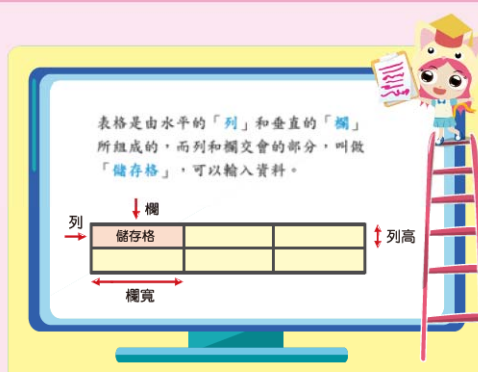 表格是由水平的「列」和垂直的「欄」
所組成的，而列和欄交會的部分，叫做
「儲存格」，可以輸入資料。
欄
列
儲存格
列高
欄寬